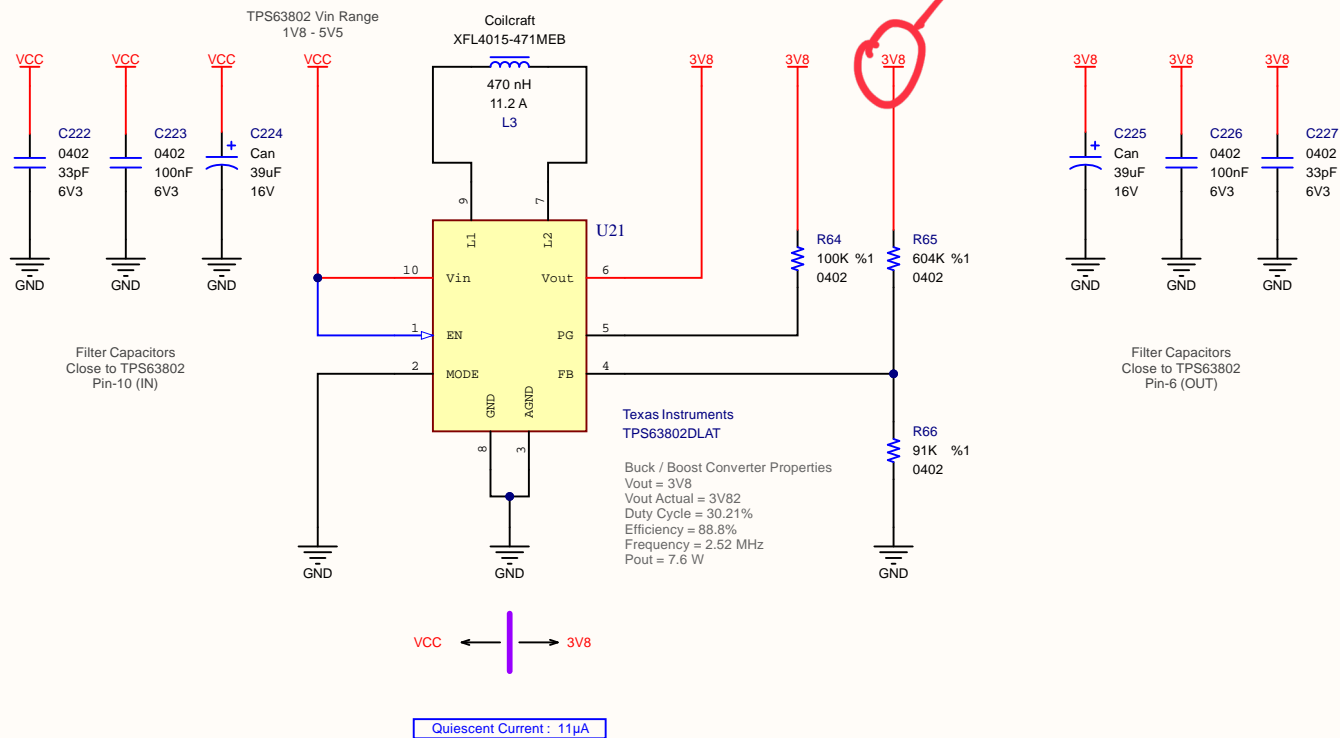 TPS63802 Vin Range
1V8 - 5V5
Coilcraft
XFL4015-471MEB
VCC
VCC
VCC
VCC
3V8
3V8
3V8
3V8
3V8
3V8
470 nH
11.2 A
L3
C222
0402
33pF
6V3
C223
0402
100nF
6V3
C224
Can
39uF
16V
+
C225
Can
39uF
16V
+
C226
0402
100nF
6V3
C227
0402
33pF
6V3
GND
GND
GND
GND
GND
GND
9
7
L1
L2
U21
10
Vin
Vout
6
1
EN
PG
5
2
MODE
FB
4
GND
AGND
8
3
R64
100K %1
0402
R65
604K %1
0402
R66
91K %1
0402
Filter Capacitors
Close to TPS63802
Pin-10 (IN)
Filter Capacitors
Close to TPS63802
Pin-6 (OUT)
Texas Instruments
TPS63802DLAT
Buck / Boost Converter Properties
Vout = 3V8
Vout Actual = 3V82
Duty Cycle = 30.21%
Efficiency = 88.8%
Frequency = 2.52 MHz
Pout = 7.6 W
GND
GND
GND
VCC
3V8
Quiescent Current : 11µA